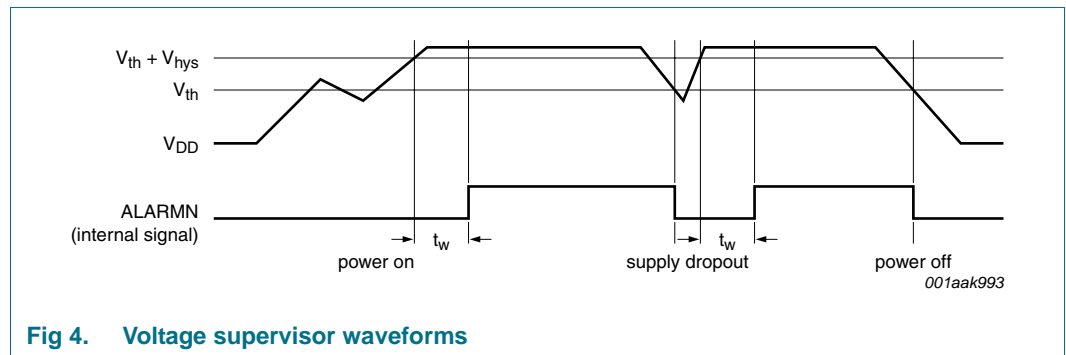 Vth + Vhys
Vth
VDD
ALARMN
(internal signal)
tw
tw
power on
supply dropout
power off
001aak993
Fig 4. Voltage supervisor waveforms